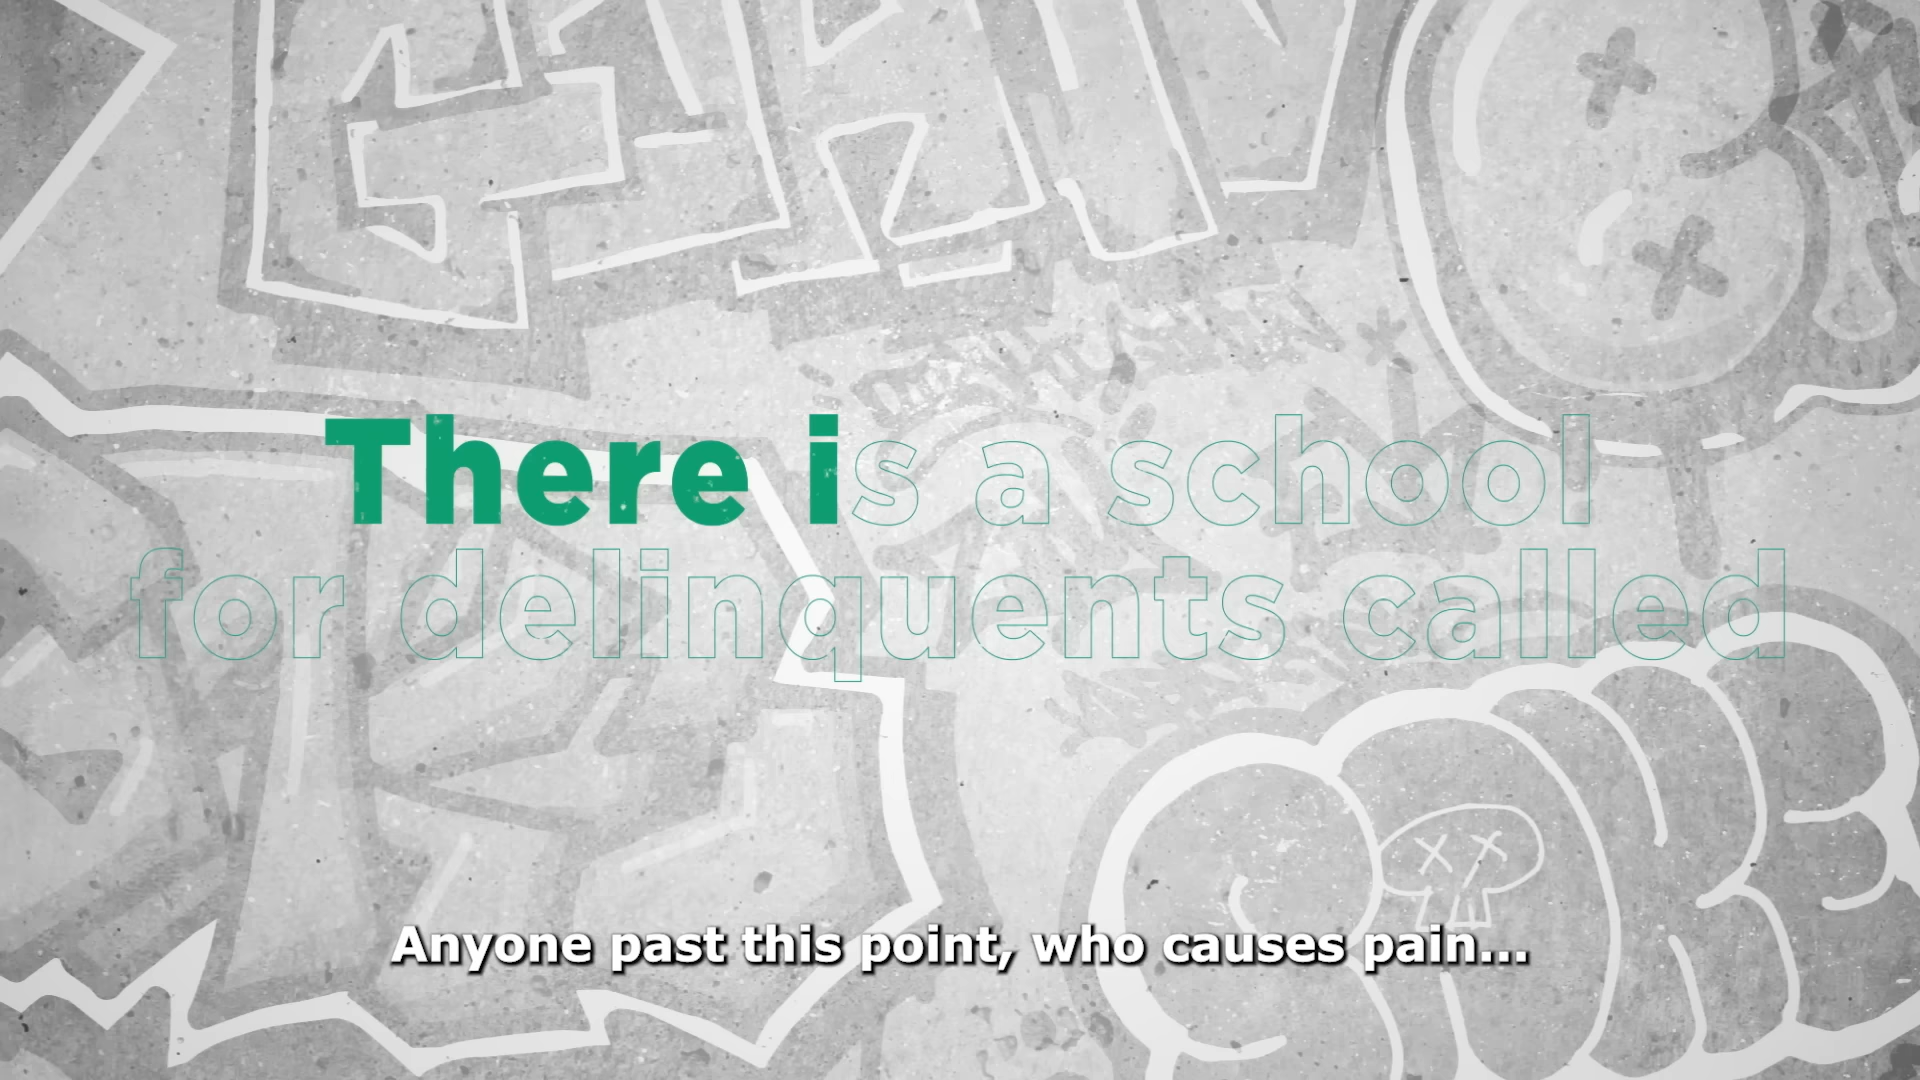 There is a school
for delinquents called
Anyone past this point, who causes pain...